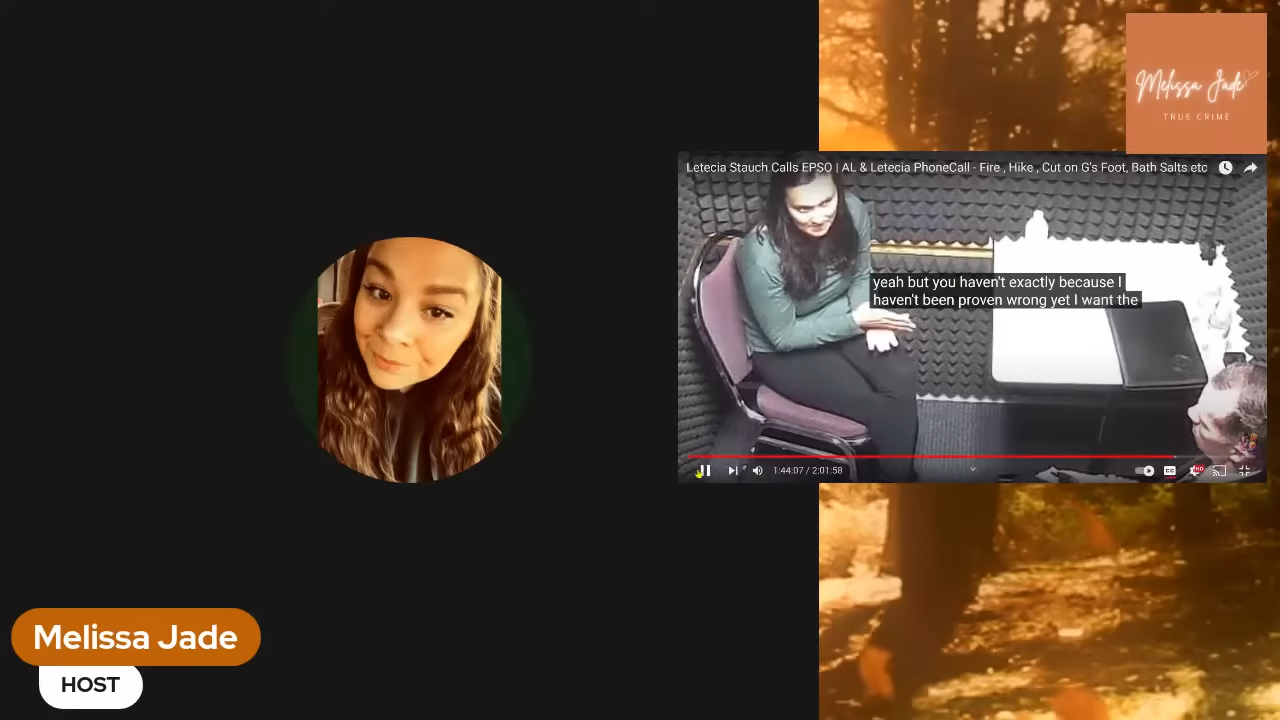 Melissa Jade
TRUE CRIME
Letecia Stauch Calls EPSO | AL & Letecia PhoneCall - Fire , Hike , Cut on G's Foot, Bath Salts etc
yeah but you haven't exactly because I
haven't been proven wrong yet I want the
1:44:07 / 2:01:58
CC
HD
Melissa Jade
HOST